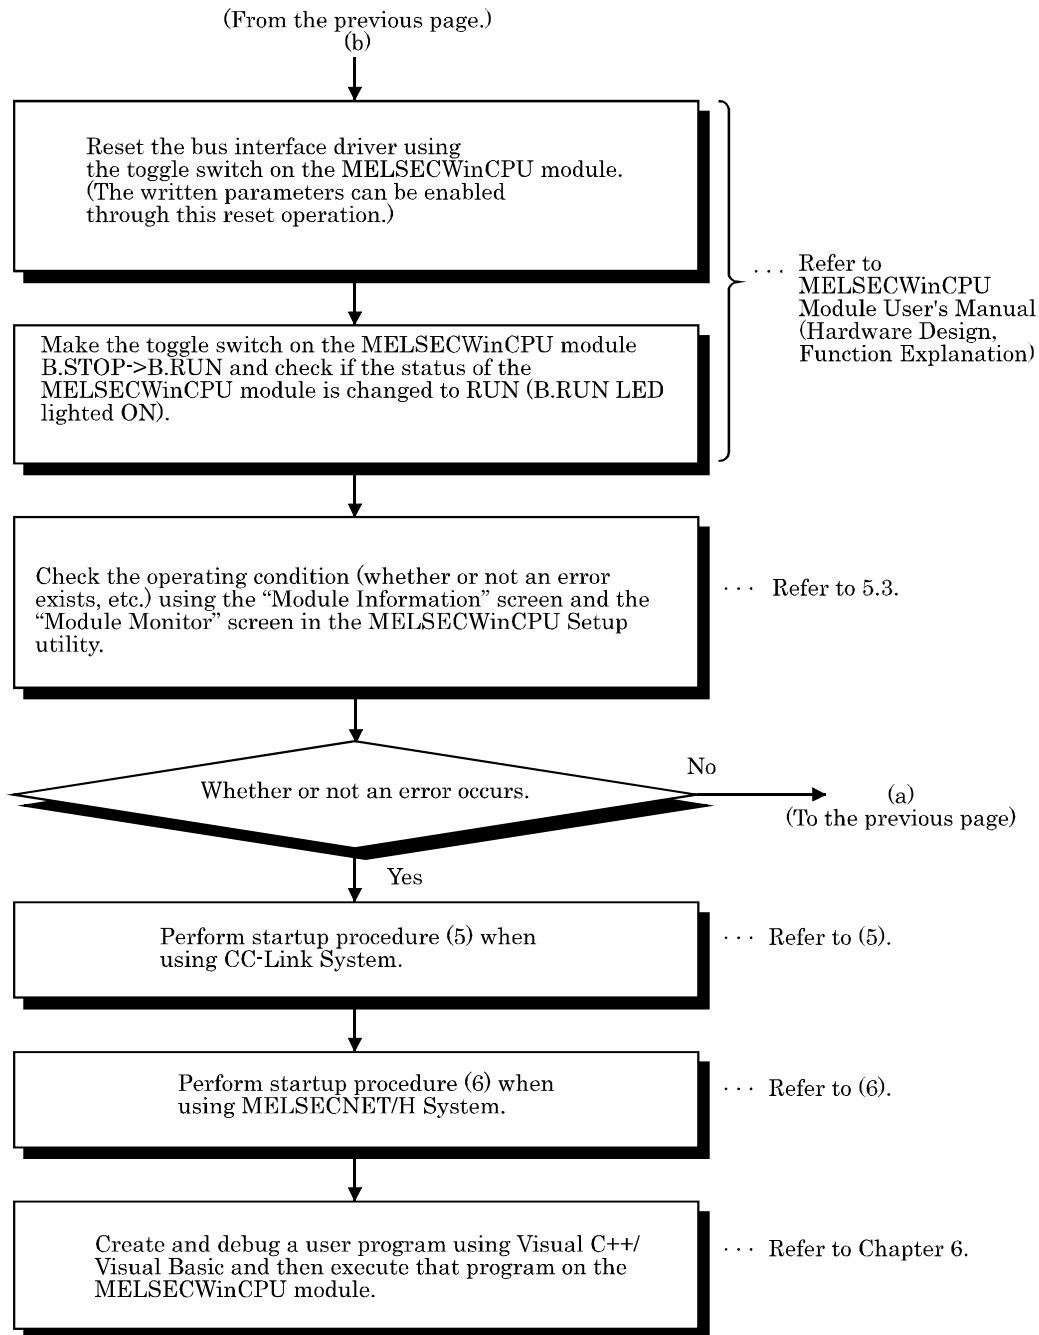 (From the previous page.)
(b)
Reset the bus interface driver using
the toggle switch on the MELSECWinCPU module.
(The written parameters can be enabled
through this reset operation.)
· · · Refer to
MELSECWinCPU
Module User's Manual
(Hardware Design,
Function Explanation)
Make the toggle switch on the MELSECWinCPU module
B.STOP->B.RUN and check if the status of the
MELSECWinCPU module is changed to RUN (B.RUN LED
lighted ON).
Check the operating condition (whether or not an error
exists, etc.) using the “Module Information” screen and the
“Module Monitor” screen in the MELSECWinCPU Setup
utility.
· · · Refer to 5.3.
Whether or not an error occurs.
No
(a)
(To the previous page)
Yes
Perform startup procedure (5) when
using CC-Link System.
· · · Refer to (5).
Perform startup procedure (6) when
using MELSECNET/H System.
· · · Refer to (6).
Create and debug a user program using Visual C++/
Visual Basic and then execute that program on the
MELSECWinCPU module.
· · · Refer to Chapter 6.